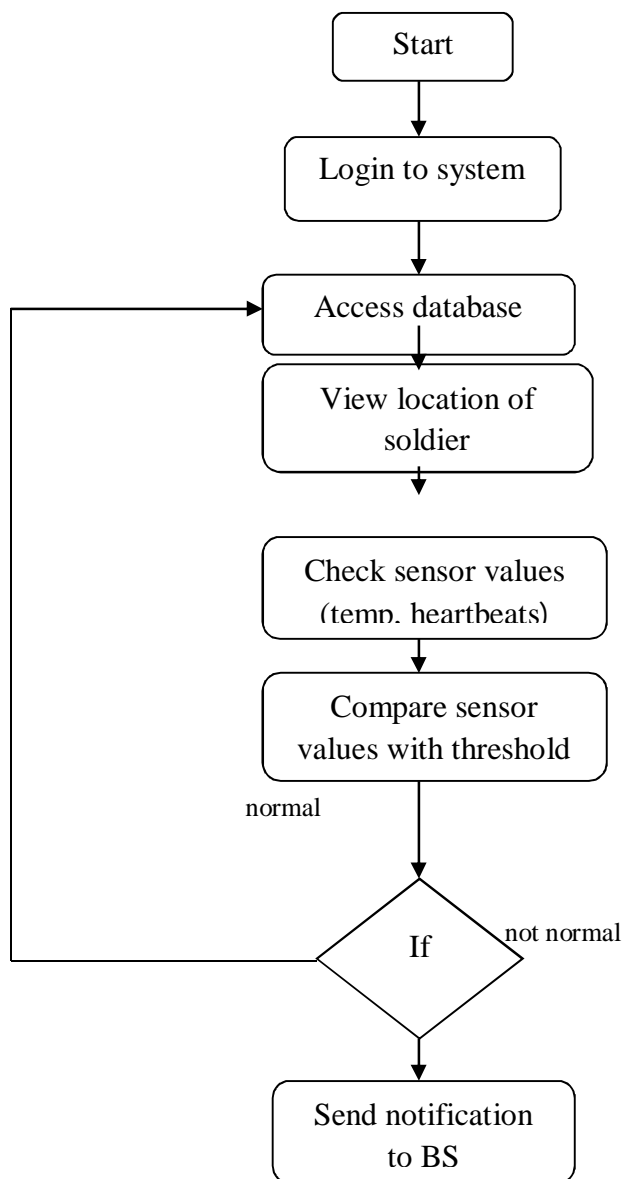 Start
Login to system
Access database
View location of
soldier
Check sensor values
(temp, heartbeats)
Compare sensor
values with threshold
normal
If
not normal
Send notification
to BS